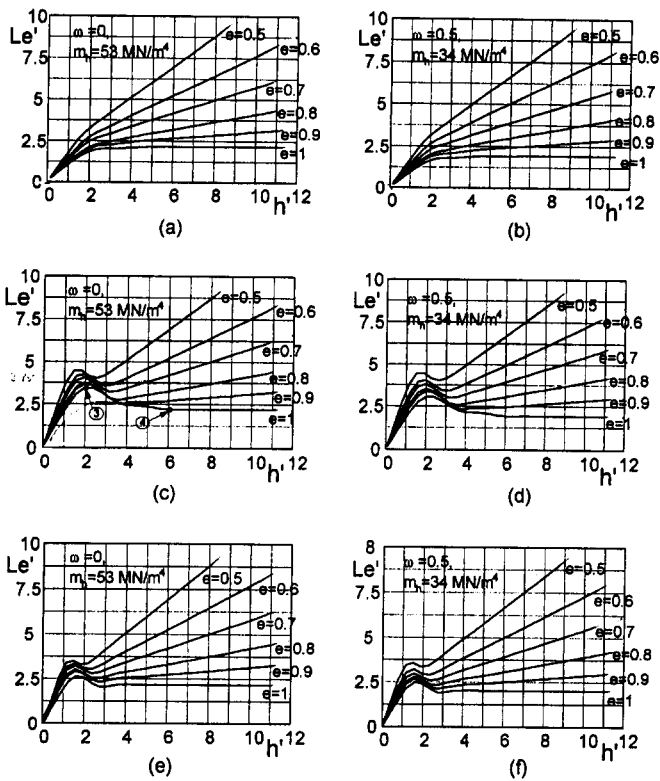 10
Le'
ω=0,
mₕ=53 MN/m⁴
e=0.5
e=0.6
7.5
e=0.7
5
e=0.8
2.5
e=0.9
e=1
0
0 2 4 6 8 10 h' 12
(a)
10
Le'
ω=0.5,
mₕ=34 MN/m⁴
e=0.5
e=0.6
7.5
e=0.7
5
e=0.8
2.5
e=0.9
e=1
0
0 2 4 6 8 10 h' 12
(b)
10
Le'
ω=0,
mₕ=53 MN/m⁴
e=0.5
e=0.6
7.5
e=0.7
5
e=0.8
2.5
e=0.9
③
④
e=1
0
0 2 4 6 8 10 h' 12
(c)
10
Le'
ω=0.5,
mₕ=34 MN/m⁴
e=0.5
e=0.6
7.5
e=0.7
5
e=0.8
2.5
e=0.9
e=1
0
0 2 4 6 8 10 h' 12
(d)
10
Le'
ω=0,
mₕ=53 MN/m⁴
e=0.5
e=0.6
7.5
e=0.7
5
e=0.8
2.5
e=0.9
e=1
0
0 2 4 6 8 10 h' 12
(e)
8
Le'
ω=0.5,
mₕ=34 MN/m⁴
e=0.5
e=0.6
7.5
e=0.7
5
e=0.8
2.5
e=0.9
e=1
0
0 2 4 6 8 10 h' 12
(f)